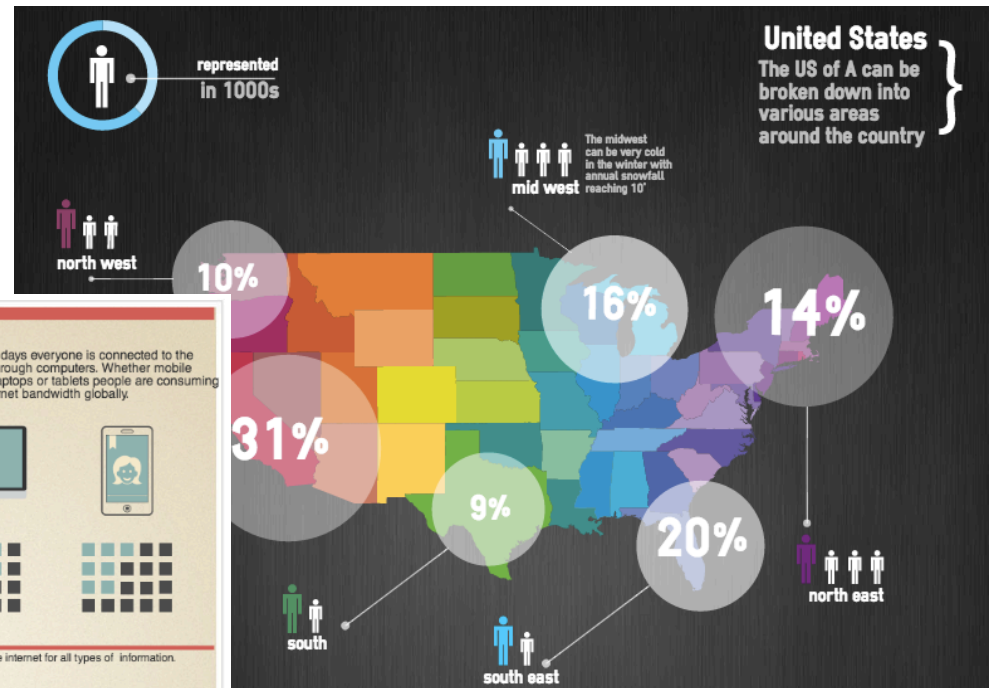 represented
in 1000s
United States
The US of A can be
broken down into
various areas
around the country
The midwest
can be very cold
in the winter with
annual snowfall
reaching 10'
mid west
north west
10%
16%
14%
31%
9%
20%
north east
south
south east
days everyone is connected to the
rough computers. Whether mobile
aptops or tablets people are consuming
net bandwidth globally.
e internet for all types of information.